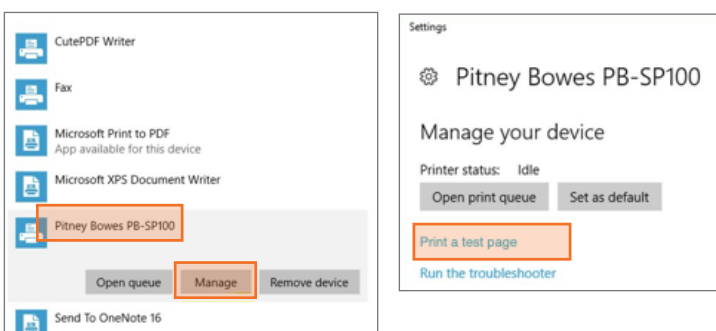 CutePDF Writer
Fax
Microsoft Print to PDF
App available for this device
Microsoft XPS Document Writer
Pitney Bowes PB-SP100
Open queue Manage Remove device
Send To OneNote 16
Settings
Pitney Bowes PB-SP100
Manage your device
Printer status: Idle
Open print queue Set as default
Print a test page
Run the troubleshooter